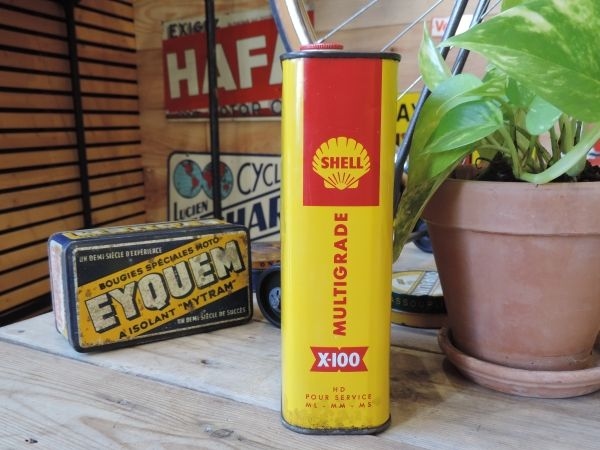 EXIGEZ
HAFA
MOTOR
CYCL
LUCIEN
UN DEMI-SIÈCLE D'EXPÉRIENCE
BOUGIES SPÉCIALES MOTO
EYQUEM
A ISOLANT "MYTRAM"
UN DEMI-SIÈCLE DE SUCCÈS
SHELL
MULTIGRADE
X-100
HD
POUR SERVICE
ML - MM - MS